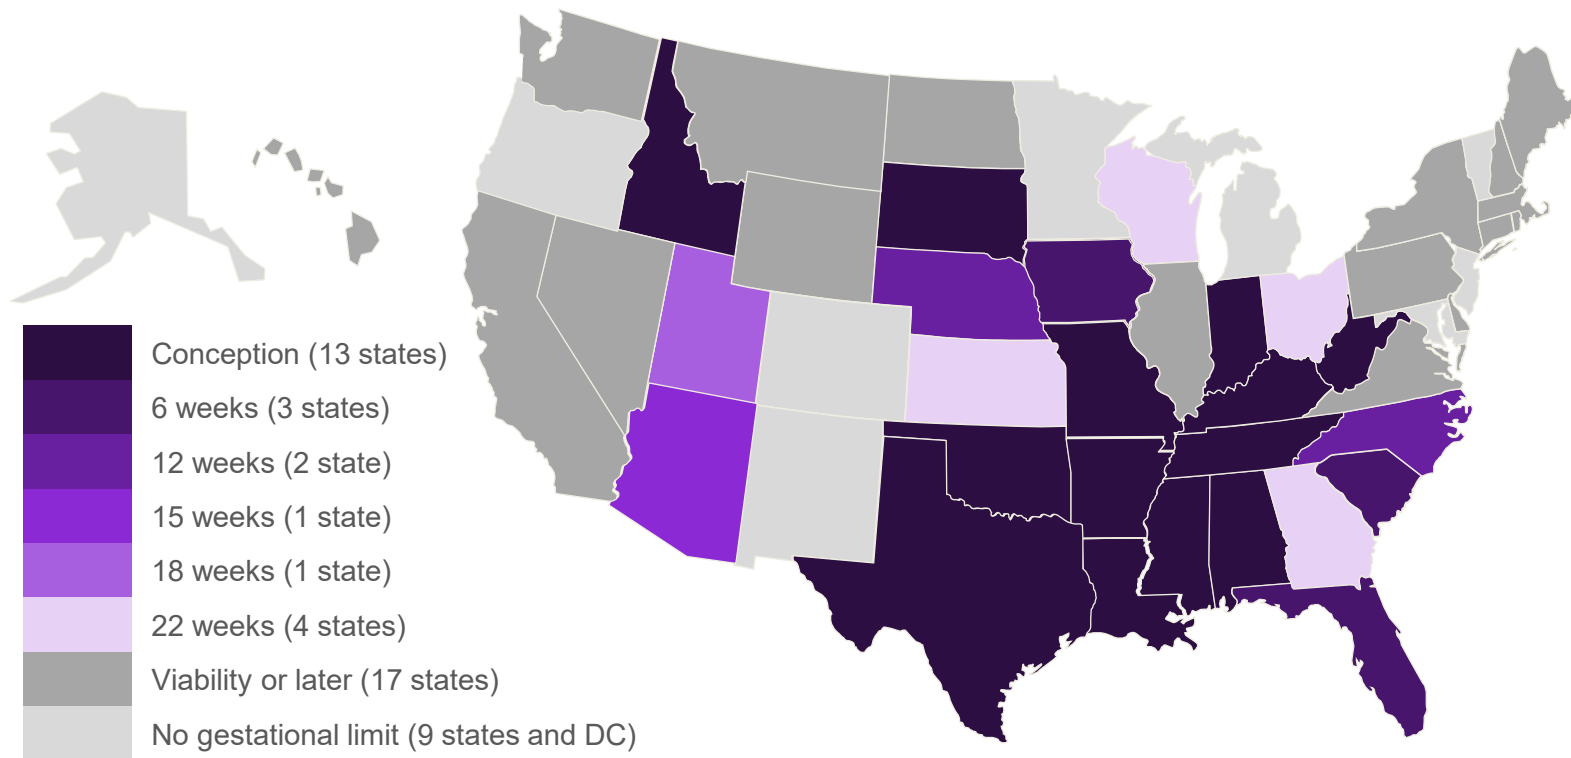 Conception (13 states)
6 weeks (3 states)
12 weeks (2 state)
15 weeks (1 state)
18 weeks (1 state)
22 weeks (4 states)
Viability or later (17 states)
No gestational limit (9 states and DC)